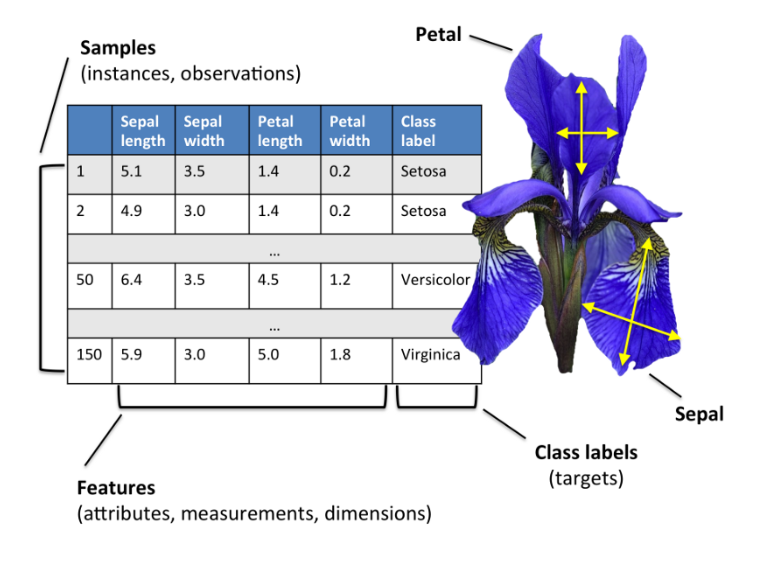 Samples
(instances, observations)
Petal
Sepal length Sepal width Petal length Petal width Class label
1 5.1 3.5 1.4 0.2 Setosa
2 4.9 3.0 1.4 0.2 Setosa
...
50 6.4 3.5 4.5 1.2 Versicolor
...
150 5.9 3.0 5.0 1.8 Virginica
Sepal
Class labels
(targets)
Features
(attributes, measurements, dimensions)